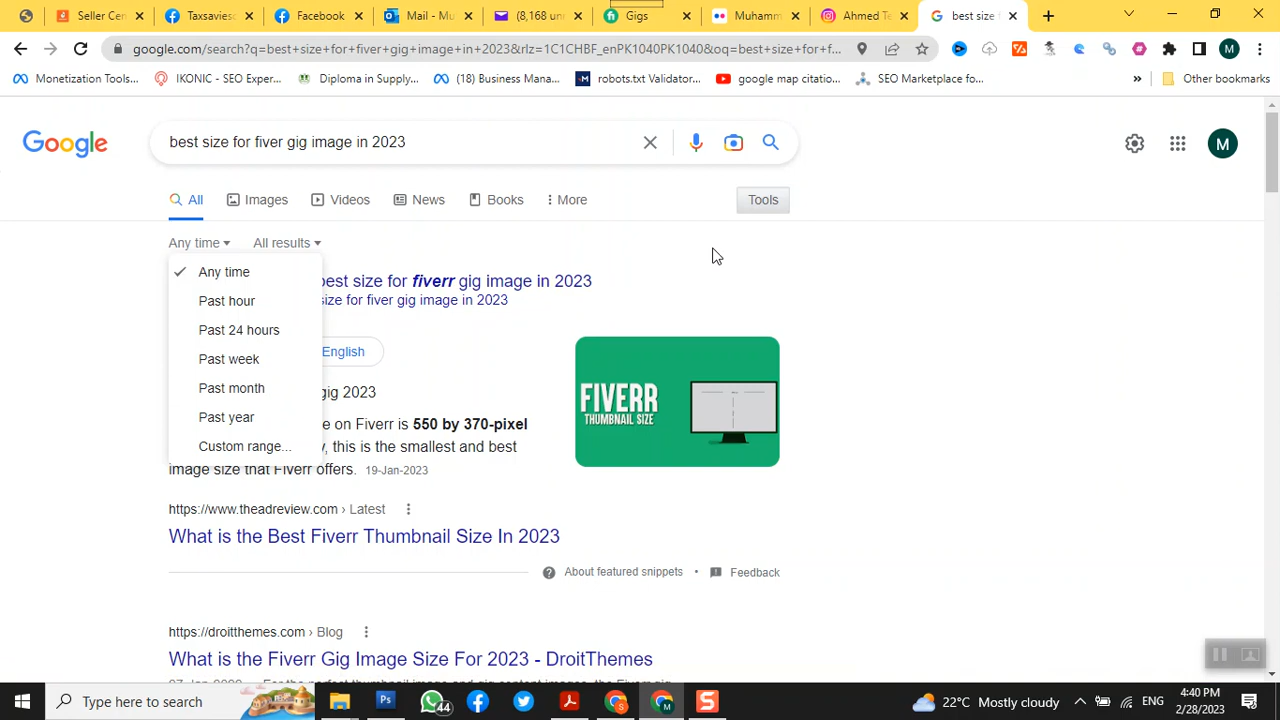 Seller Cen
Taxsavieso
Facebook
Mail - Mu
(8,168 un
Gigs
Muhamm
Ahmed Te
best size f
google.com/search?q=best+size+for+fiver+gig+image+in+2023&rlz=1C1CHBF_enPK1040PK1040&oq=best+size+for+f...
M
Monetization Tools...
IKONIC - SEO Exper...
Diploma in Supply...
(18) Business Mana...
robots.txt Validator...
google map citation...
SEO Marketplace for...
»
Other bookmarks
Google
best size for fiver gig image in 2023
M
All
Images
Videos
News
Books
More
Tools
Any time
All results
Any time
Past hour
Past 24 hours
Past week
Past month
Past year
Custom range...
best size for fiverr gig image in 2023
size for fiver gig image in 2023
English
gig 2023
e on Fiverr is 550 by 370-pixel
, this is the smallest and best
image size that Fiverr offers. 19-Jan-2023
FIVERR
THUMBNAIL SIZE
https://www.theadreview.com › Latest
What is the Best Fiverr Thumbnail Size In 2023
About featured snippets • Feedback
https://droitthemes.com › Blog
What is the Fiverr Gig Image Size For 2023 - DroitThemes
Type here to search
Ps
44
M
S
22°C Mostly cloudy
ENG
4:40 PM
2/28/2023